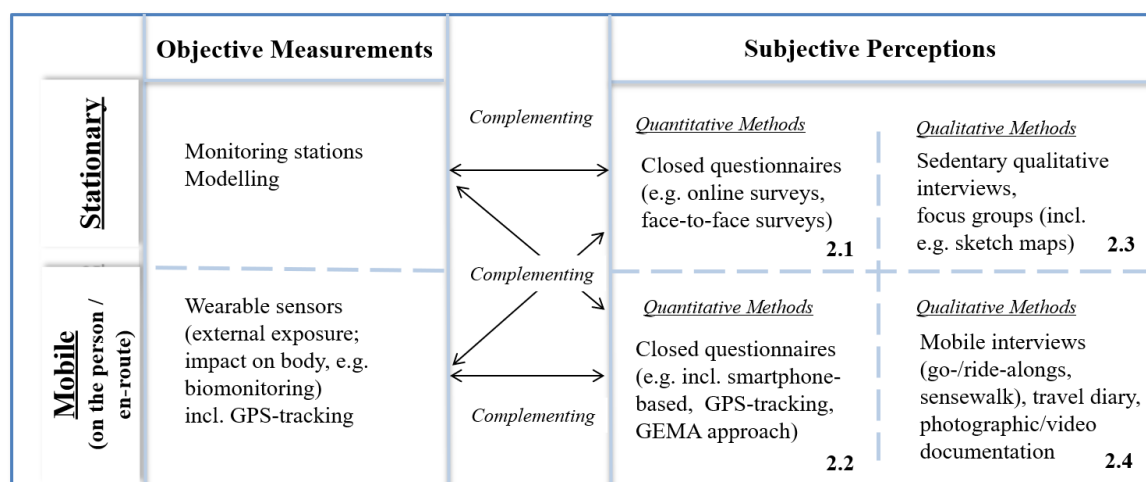 Objective Measurements
Subjective Perceptions
Stationary
Monitoring stations
Modelling
Complementing
Quantitative Methods
Closed questionnaires
(e.g. online surveys,
face-to-face surveys)
2.1
Qualitative Methods
Sedentary qualitative
interviews,
focus groups (incl.
e.g. sketch maps)
2.3
Complementing
Mobile
(on the person /
en-route)
Wearable sensors
(external exposure;
impact on body, e.g.
biomonitoring)
incl. GPS-tracking
Complementing
Quantitative Methods
Closed questionnaires
(e.g. incl. smartphone-
based, GPS-tracking,
GEMA approach)
2.2
Qualitative Methods
Mobile interviews
(go-/ride-alongs,
sensewalk), travel diary,
photographic/video
documentation
2.4